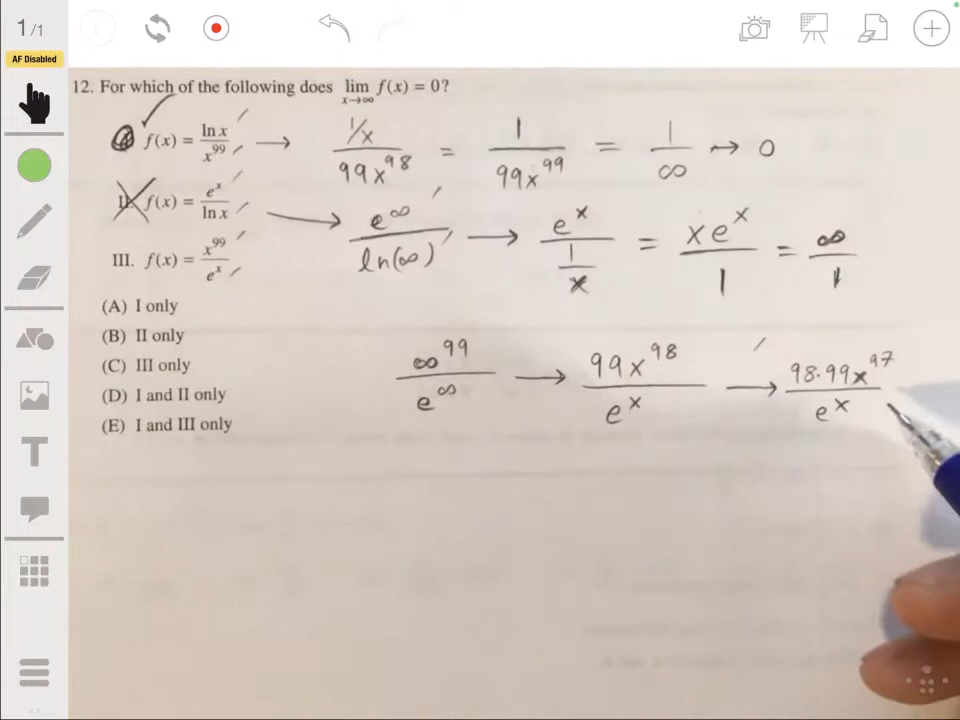 1/1
AF Disabled
12. For which of the following does lim x→∞ f(x) = 0?
I. f(x) = ln x / x^99 → (1/x) / (99x^98) = 1 / (99x^99) = 1/∞ → 0
II. f(x) = e^x / ln x → e^∞ / ln(∞) → e^x / (1/x) = xe^x / 1 = ∞/1
III. f(x) = x^99 / e^x
∞^99 / e^∞ → 99x^98 / e^x → 98·99x^97 / e^x
(A) I only
(B) II only
(C) III only
(D) I and II only
(E) I and III only
T